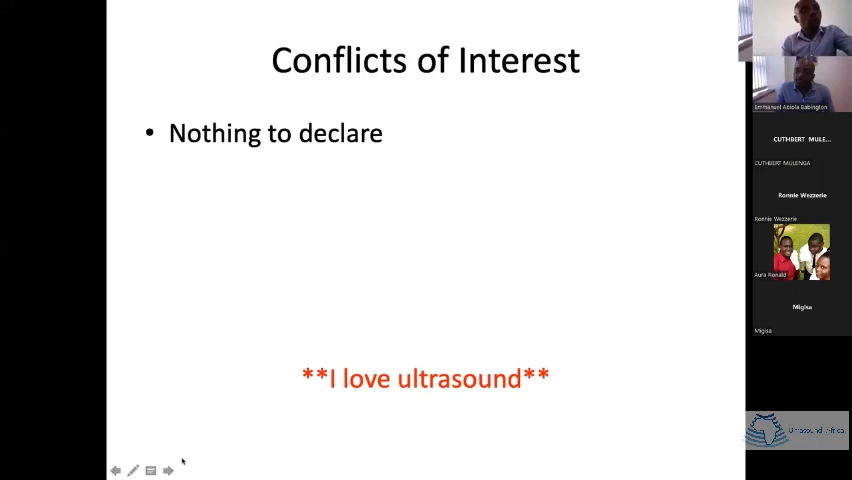 Conflicts of Interest
• Nothing to declare
**I love ultrasound**
Emmanuel Abiola Babington
CUTHBERT MULE...
CUTHBERT MULENGA
Ronnie Wezzerie
Ronnie Wezzerie
Aura Ronald
Migisa
Migisa
Ultrasound Africa